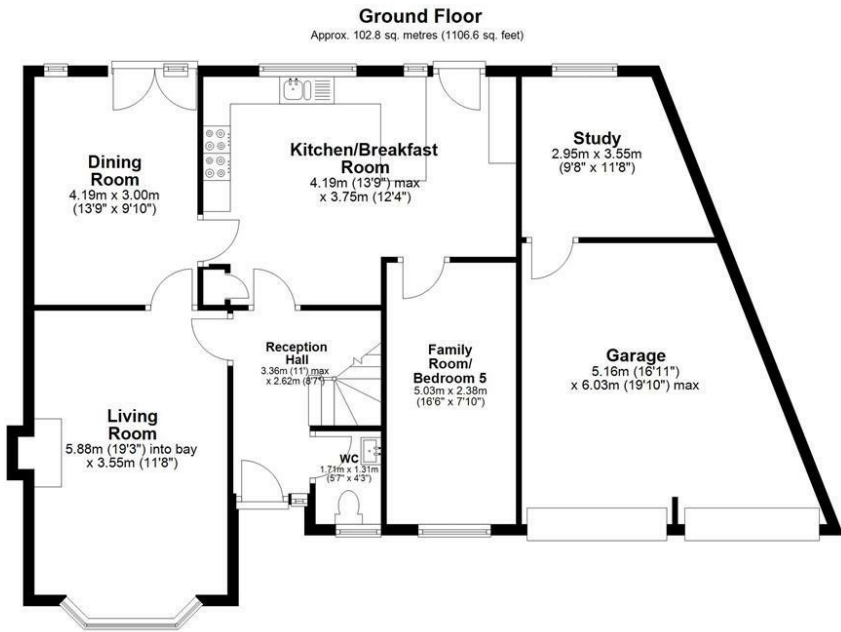 Ground Floor
Approx. 102.8 sq. metres (1106.6 sq. feet)
Dining
Room
4.19m x 3.00m
(13'9" x 9'10")
Kitchen/Breakfast
Room
4.19m (13'9") max
x 3.75m (12'4")
Study
2.95m x 3.55m
(9'8" x 11'8")
Reception
Hall
3.36m (11') max
x 2.62m (8'7")
Family
Room/
Bedroom 5
5.03m x 2.38m
(16'6" x 7'10")
Garage
5.16m (16'11")
x 6.03m (19'10") max
Living
Room
5.88m (19'3") into bay
x 3.55m (11'8")
WC
1.71m x 1.31m
(5'7" x 4'3")